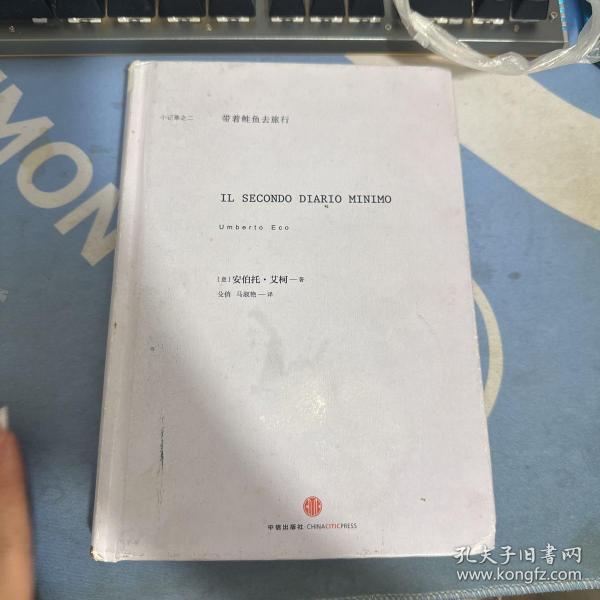 小记事之二 带着鲑鱼去旅行
IL SECONDO DIARIO MINIMO
Umberto Eco
[意] 安伯托·艾柯—著
殳俏 马淑艳—译
中信出版社·CHINACITICPRESS
MON
孔夫子旧书网
www.kongfz.com